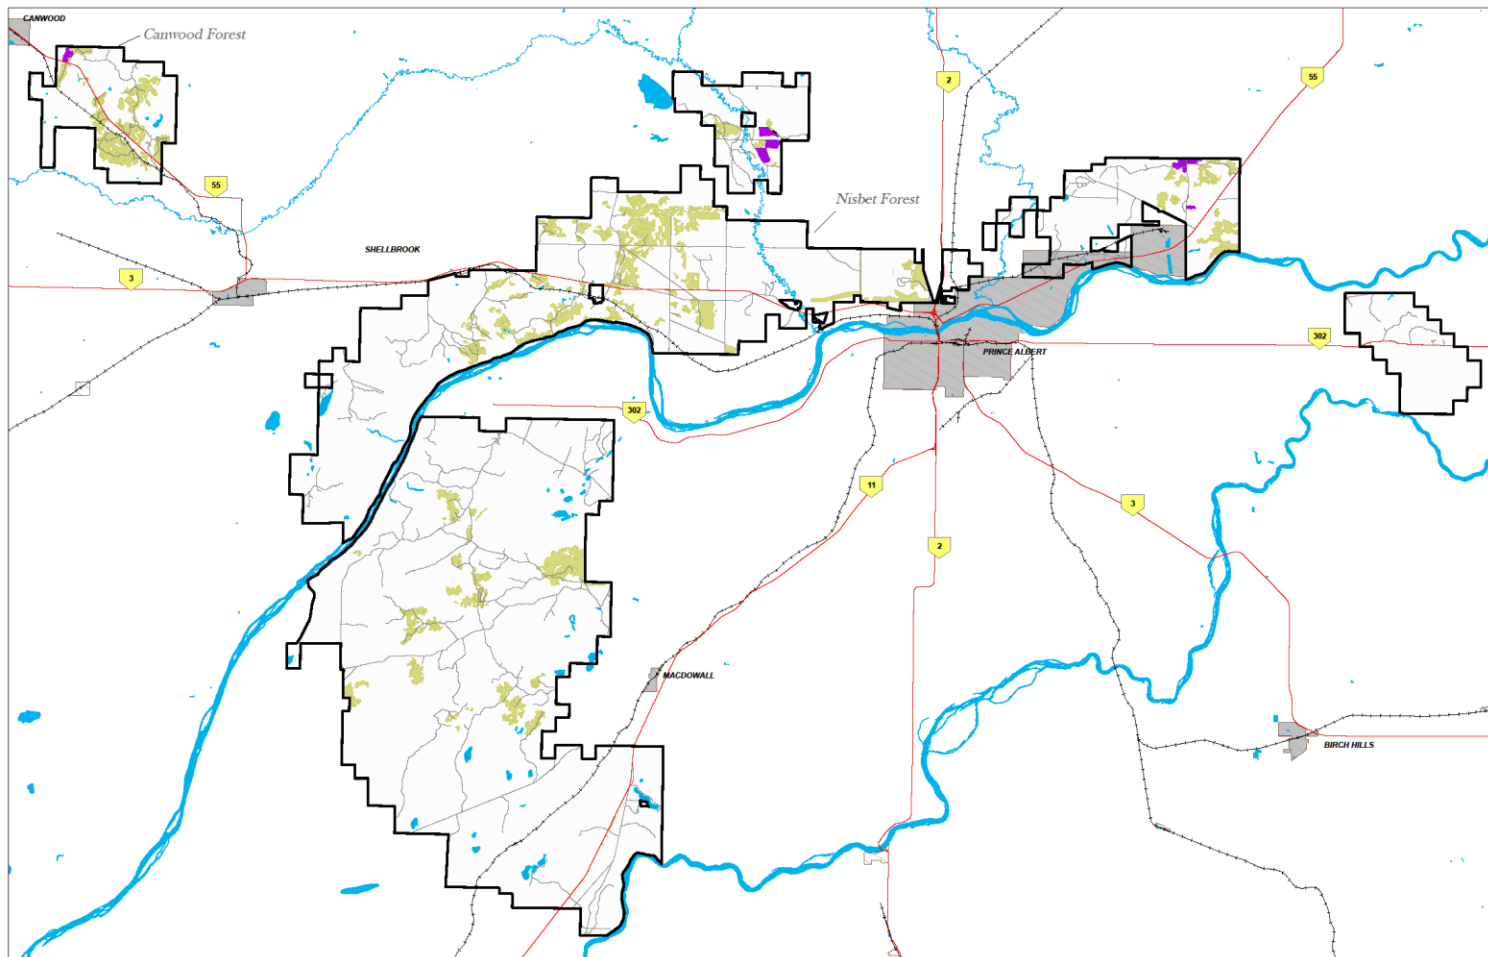 CANWOOD
Canwood Forest
2
55
55
Nisbet Forest
SHELLBROOK
3
302
PRINCE ALBERT
302
11
3
2
MACDOWALL
BIRCH HILLS